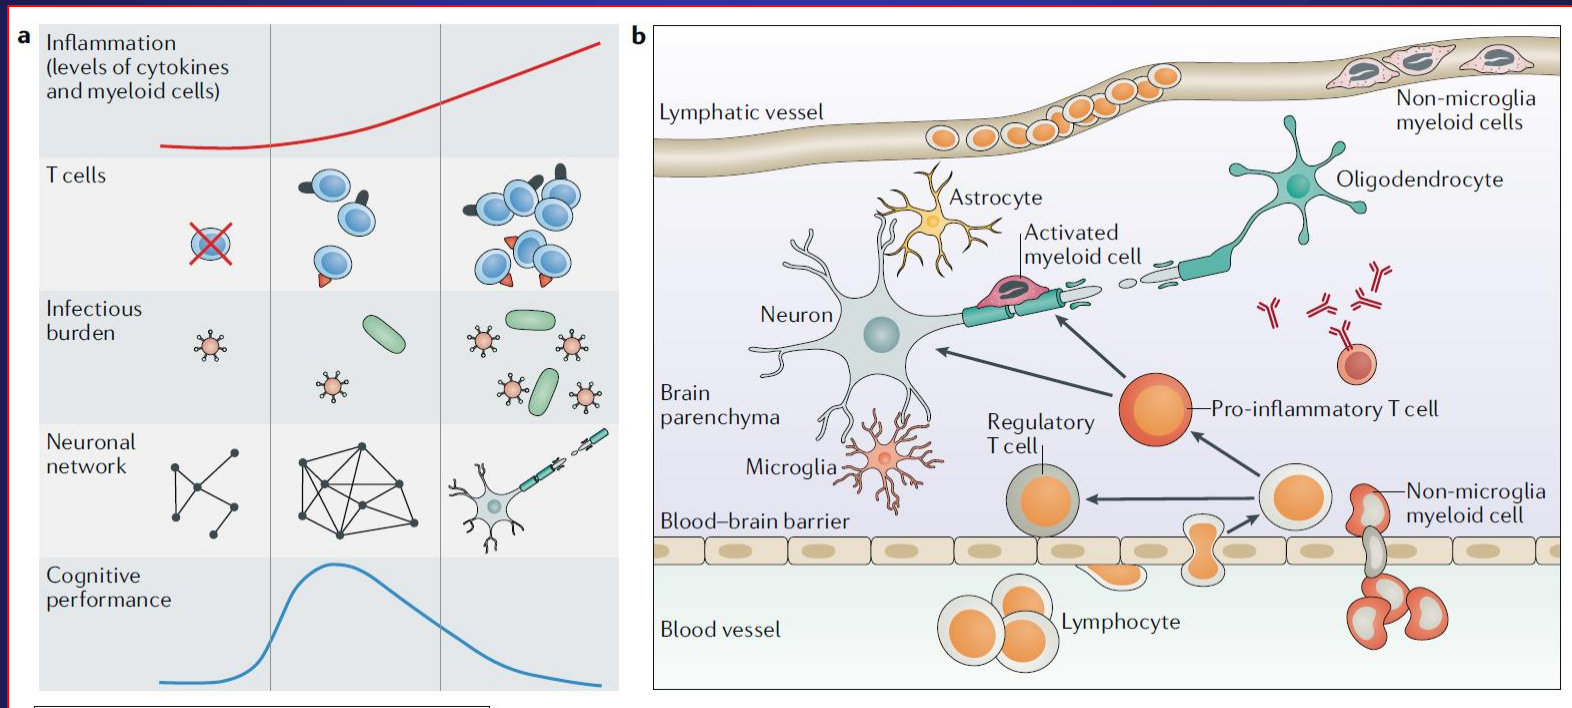 a
Inflammation
(levels of cytokines
and myeloid cells)
T cells
Infectious
burden
Neuronal
network
Cognitive
performance
b
Lymphatic vessel
Non-microglia
myeloid cells
Oligodendrocyte
Astrocyte
Activated
myeloid cell
Neuron
Brain
parenchyma
Pro-inflammatory T cell
Regulatory
T cell
Microglia
Non-microglia
myeloid cell
Blood–brain barrier
Lymphocyte
Blood vessel